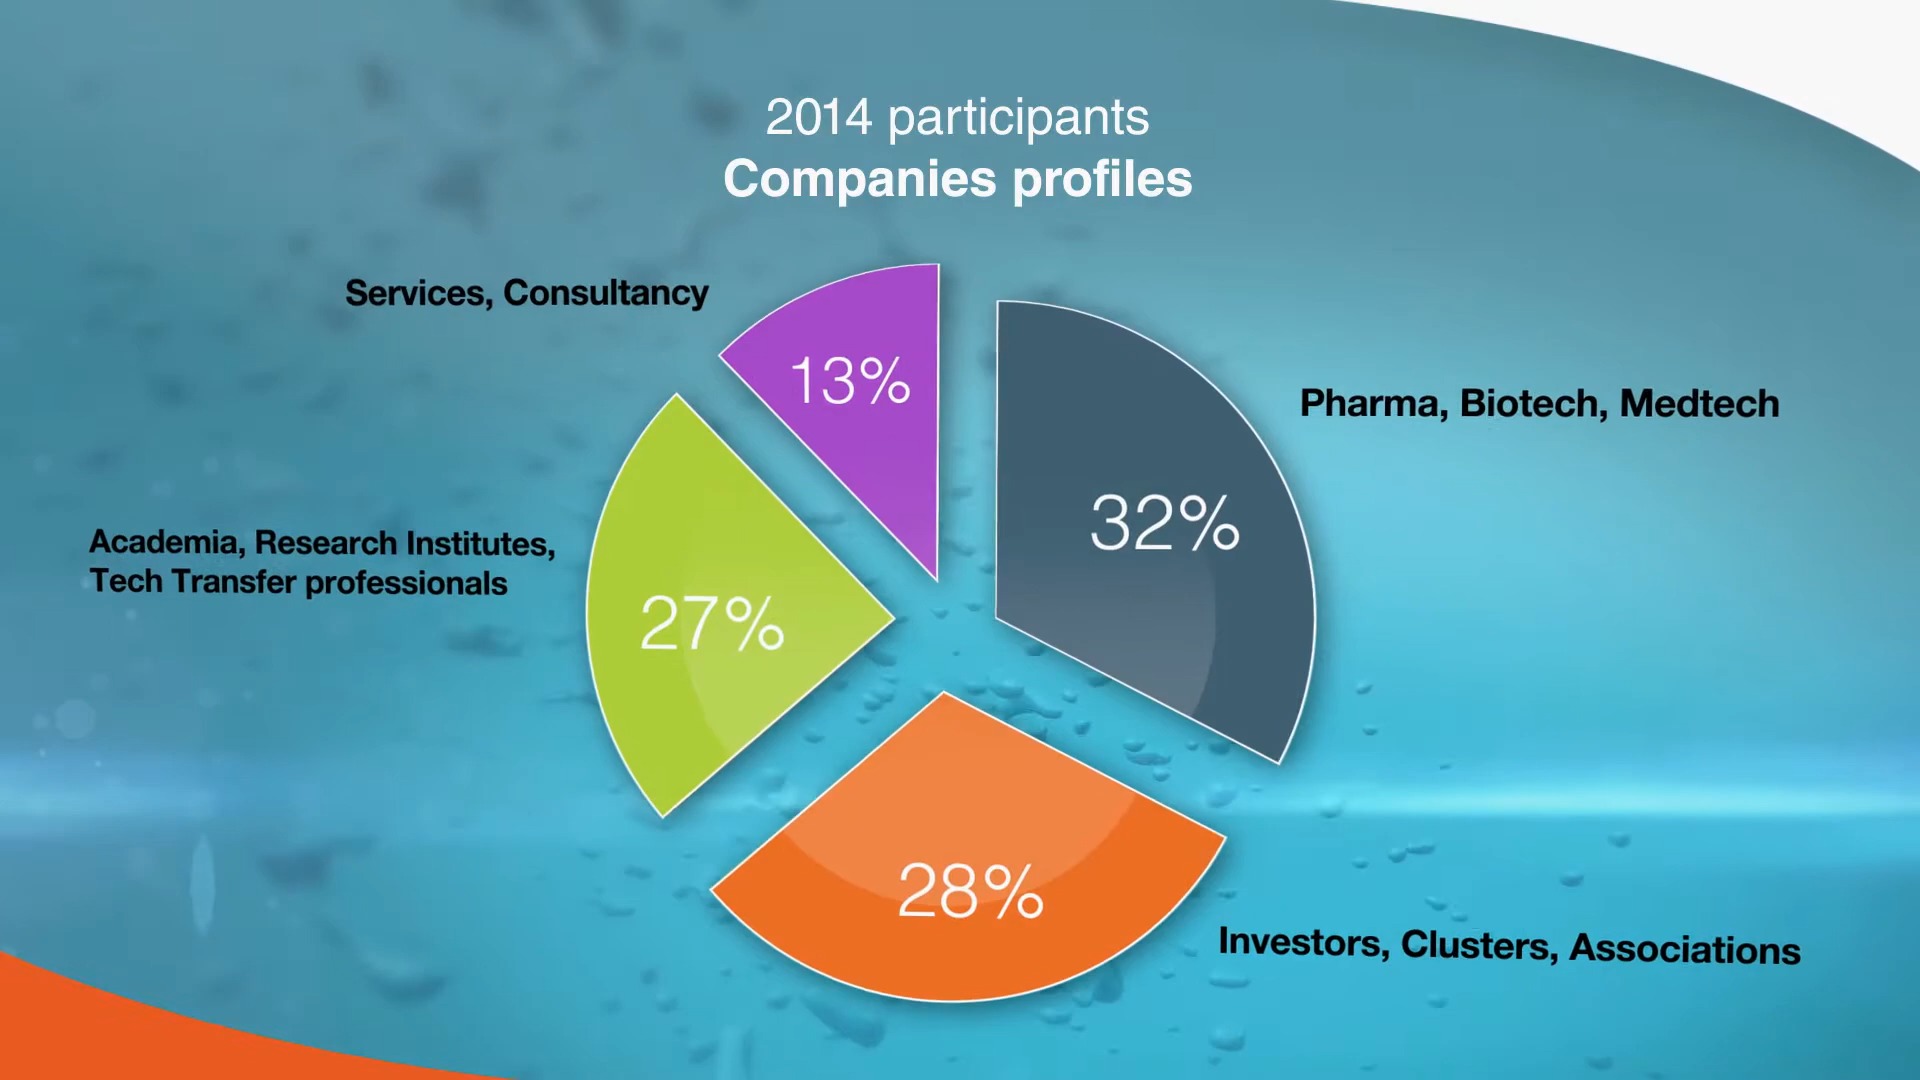 2014 participants
Companies profiles
Services, Consultancy
13%
Pharma, Biotech, Medtech
32%
Academia, Research Institutes,
Tech Transfer professionals
27%
28%
Investors, Clusters, Associations